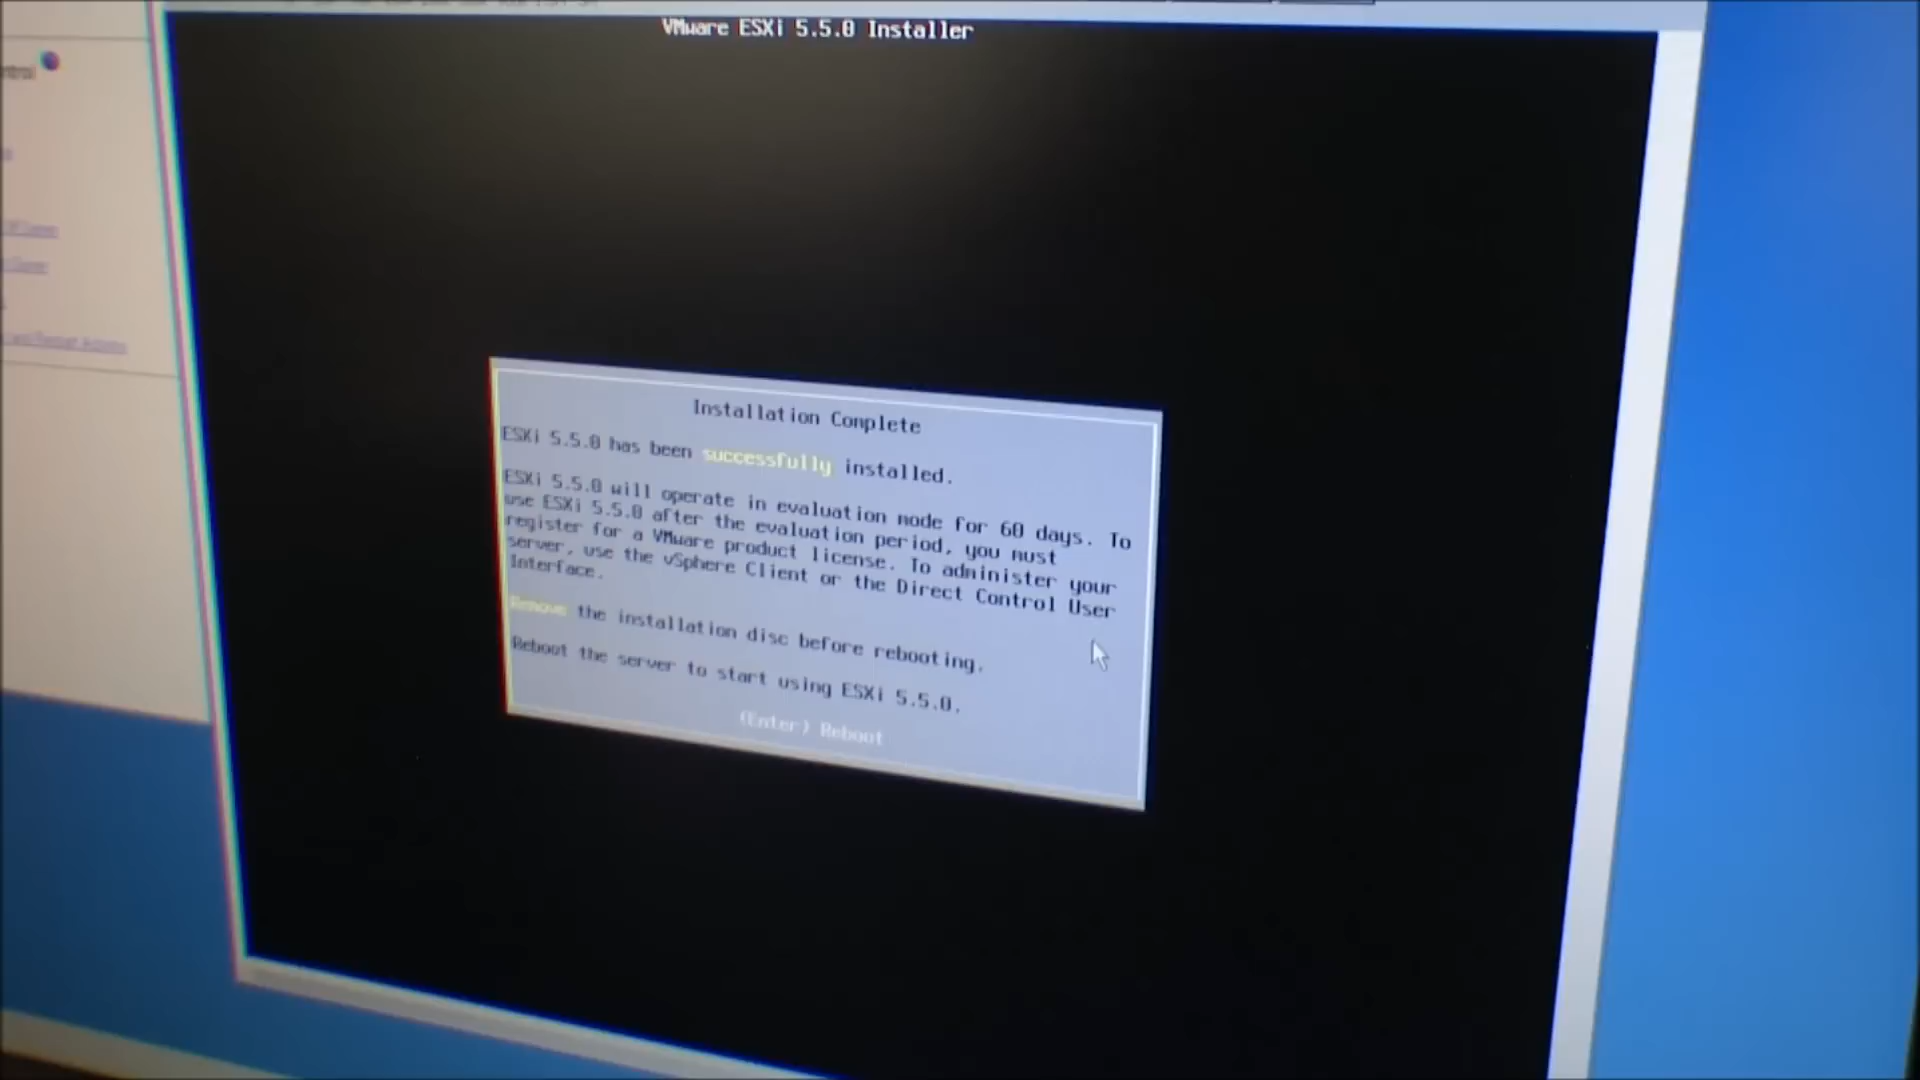 VMware ESXi 5.5.0 Installer
Installation Complete
ESXi 5.5.0 has been successfully installed.
ESXi 5.5.0 will operate in evaluation mode for 60 days. To
use ESXi 5.5.0 after the evaluation period, you must
register for a VMware product license. To administer your
server, use the vSphere Client or the Direct Control User
Interface.
Remove the installation disc before rebooting.
Reboot the server to start using ESXi 5.5.0.
(Enter) Reboot